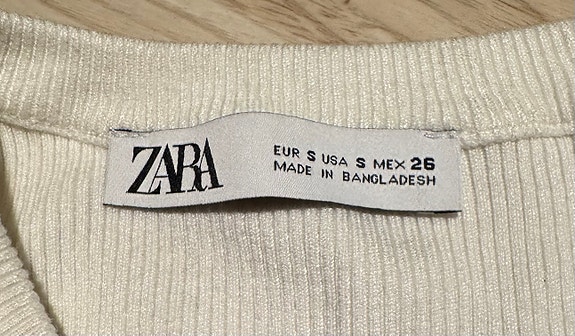 ZARA
EUR S USA S MEX 26
MADE IN BANGLADESH